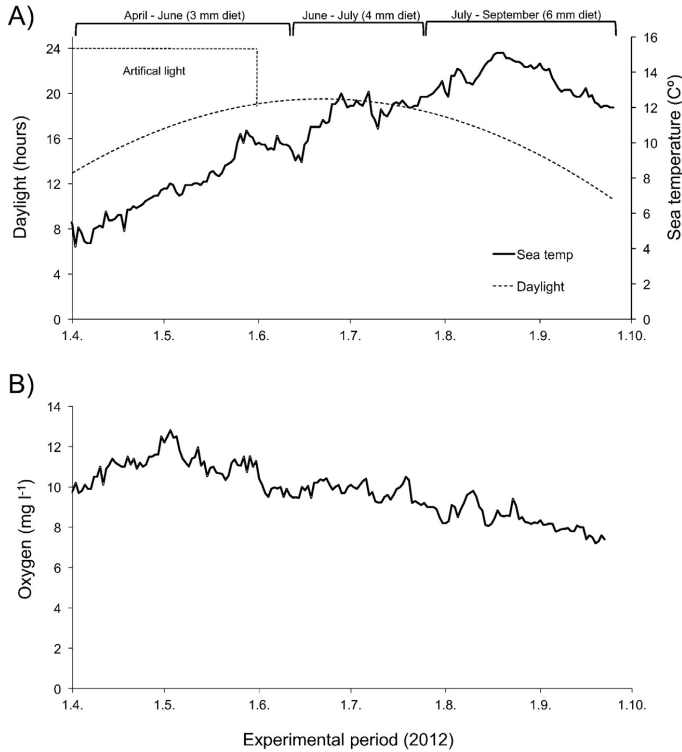 A)
April - June (3 mm diet) June - July (4 mm diet) July - September (6 mm diet)
24
20
16
12
8
4
0
Daylight (hours)
Artifical light
16
14
12
10
8
6
4
2
0
Sea temperature (Cº)
Sea temp
Daylight
1.4. 1.5. 1.6. 1.7. 1.8. 1.9. 1.10.
B)
14
12
10
8
6
4
2
0
Oxygen (mg l-1)
1.4. 1.5. 1.6. 1.7. 1.8. 1.9. 1.10.
Experimental period (2012)